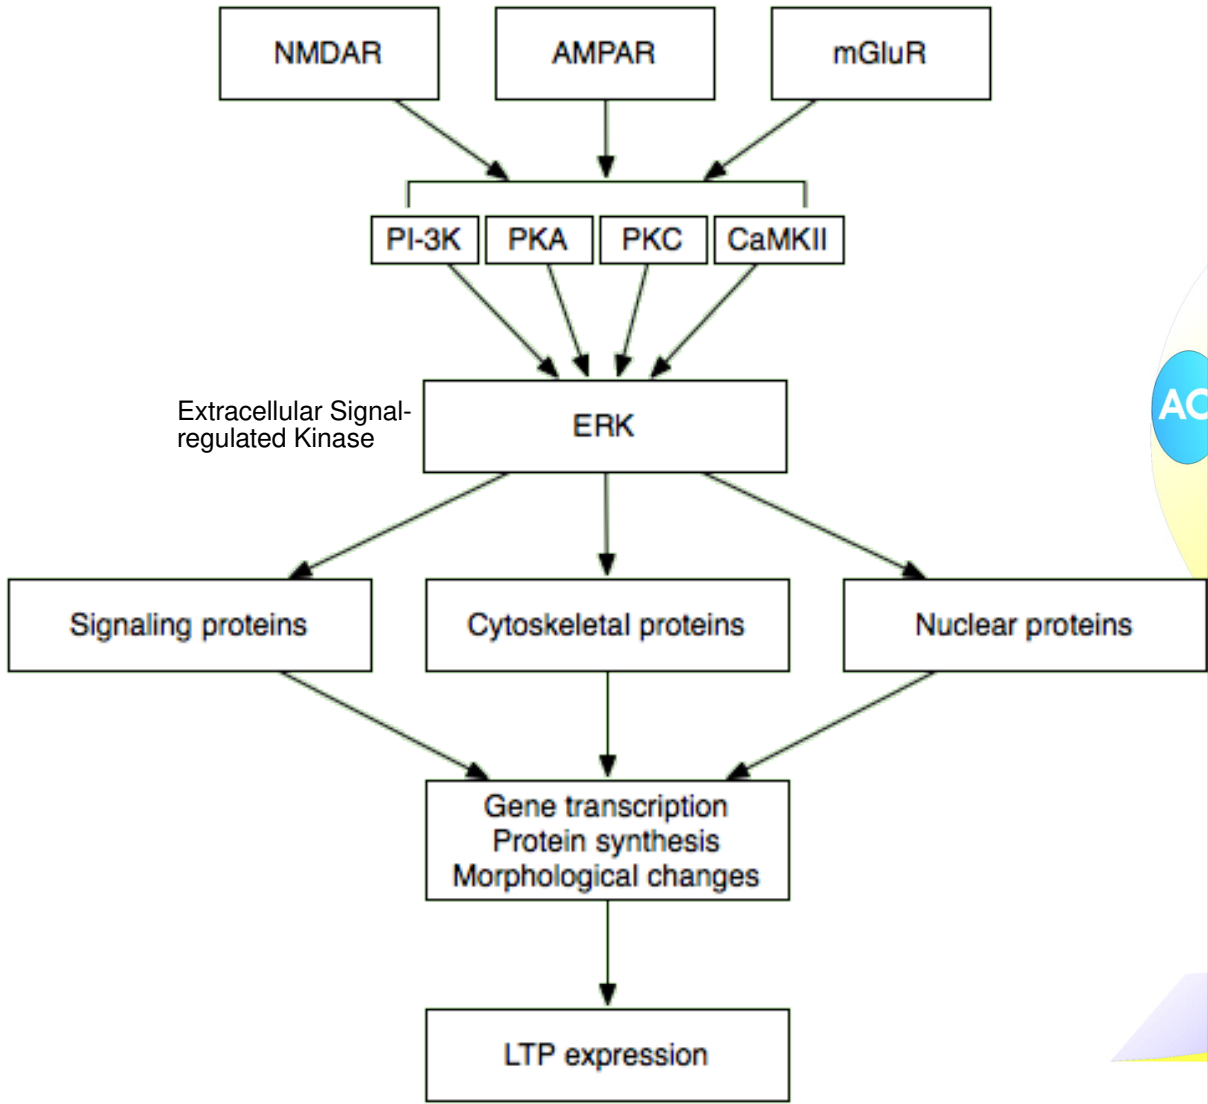 NMDAR
AMPAR
mGluR
PI-3K
PKA
PKC
CaMKII
Extracellular Signal-
regulated Kinase
ERK
AC
Signaling proteins
Cytoskeletal proteins
Nuclear proteins
Gene transcription
Protein synthesis
Morphological changes
LTP expression